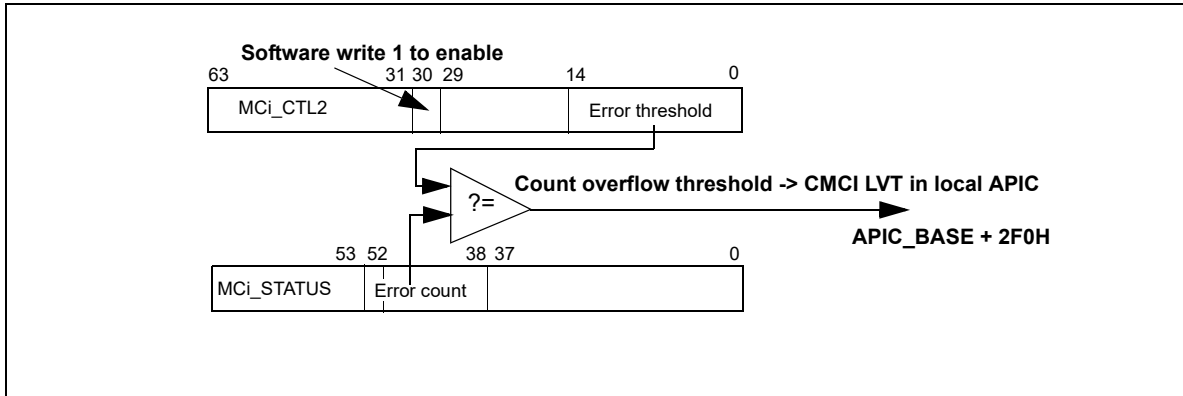 Software write 1 to enable
63 31 30 29 14 0
MCi_CTL2 Error threshold
Count overflow threshold -> CMCI LVT in local APIC
?=
APIC_BASE + 2F0H
53 52 38 37 0
MCi_STATUS Error count